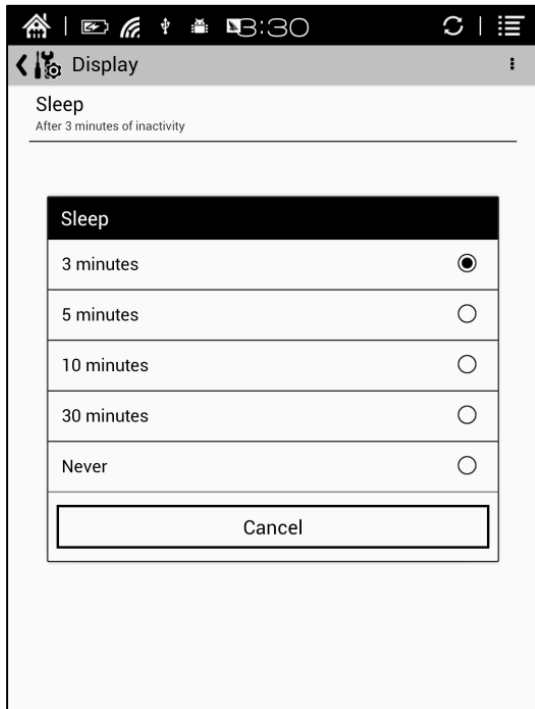 3:30
Display
Sleep
After 3 minutes of inactivity
Sleep
3 minutes
5 minutes
10 minutes
30 minutes
Never
Cancel